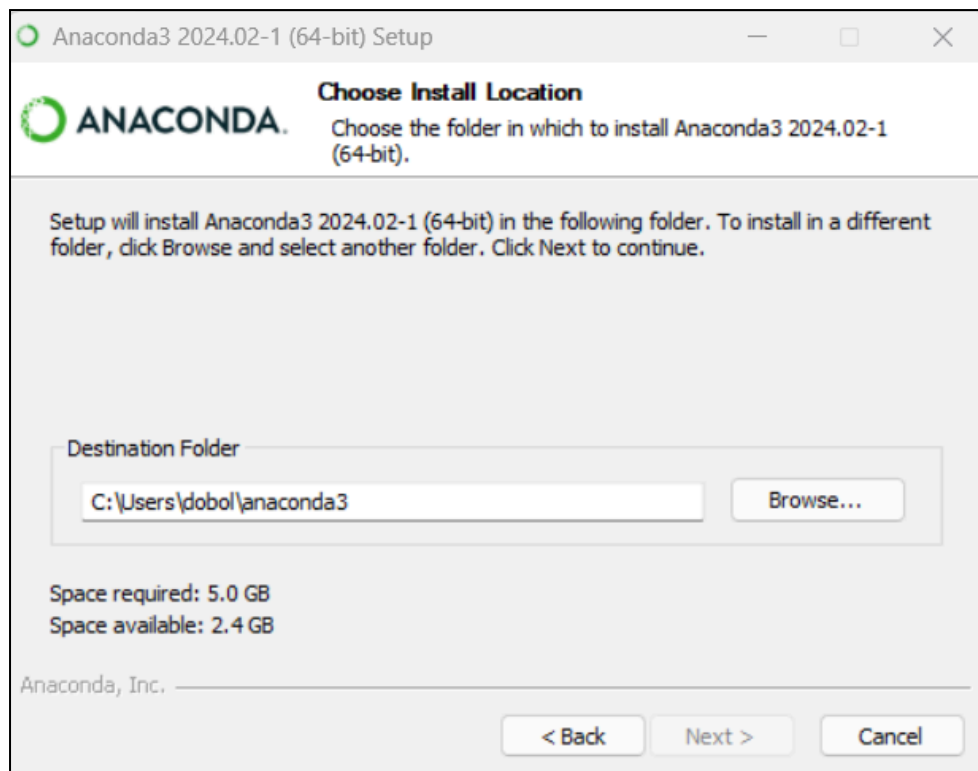 Anaconda3 2024.02-1 (64-bit) Setup
ANACONDA.
Choose Install Location
Choose the folder in which to install Anaconda3 2024.02-1
(64-bit).
Setup will install Anaconda3 2024.02-1 (64-bit) in the following folder. To install in a different
folder, click Browse and select another folder. Click Next to continue.
Destination Folder
C:\Users\dobol\anaconda3
Browse...
Space required: 5.0 GB
Space available: 2.4 GB
Anaconda, Inc.
< Back
Next >
Cancel